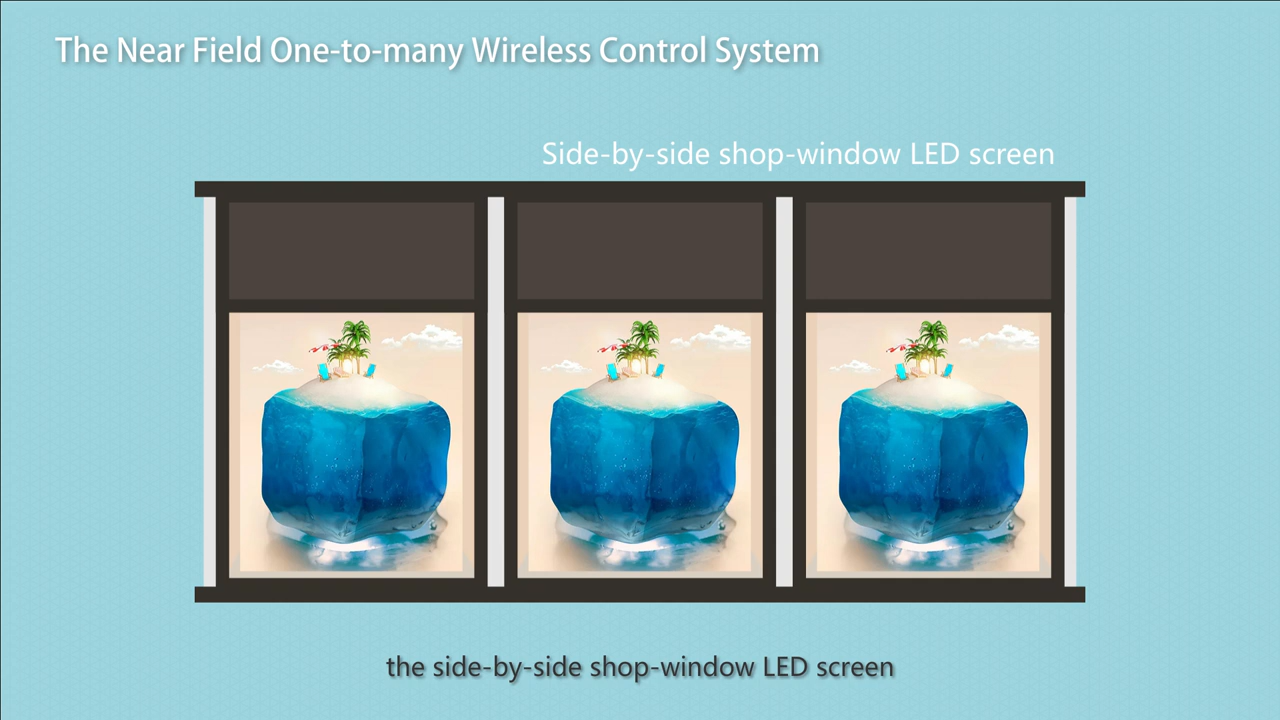 The Near Field One-to-many Wireless Control System
Side-by-side shop-window LED screen
the side-by-side shop-window LED screen